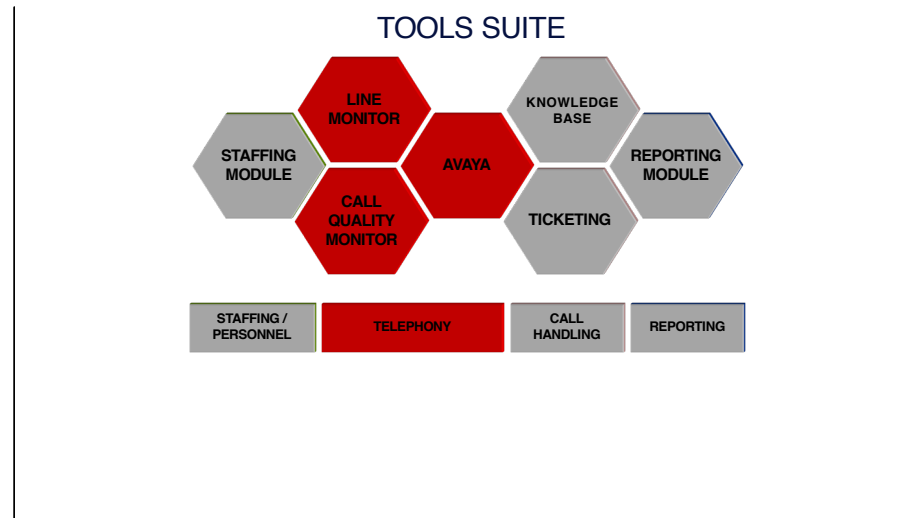 TOOLS SUITE
LINE
MONITOR
KNOWLEDGE
BASE
STAFFING
MODULE
AVAYA
REPORTING
MODULE
CALL
QUALITY
MONITOR
TICKETING
STAFFING /
PERSONNEL
TELEPHONY
CALL
HANDLING
REPORTING